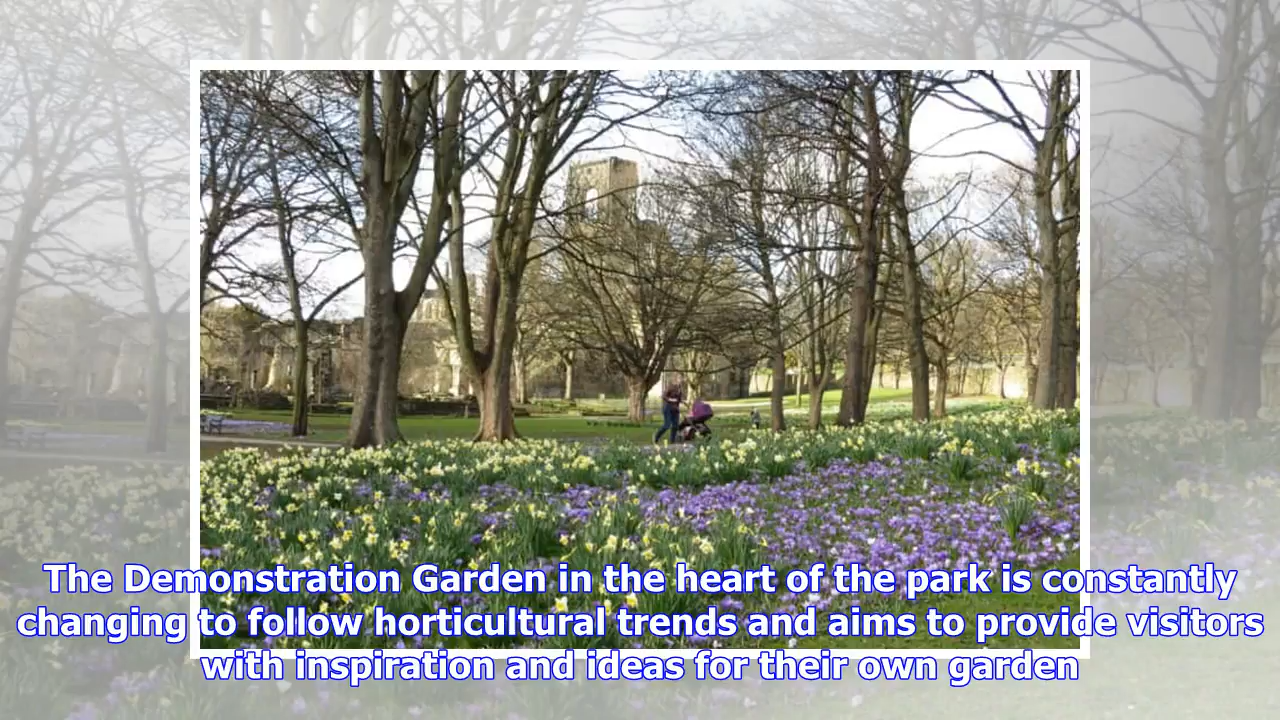 The Demonstration Garden in the heart of the park is constantly
changing to follow horticultural trends and aims to provide visitors
with inspiration and ideas for their own garden